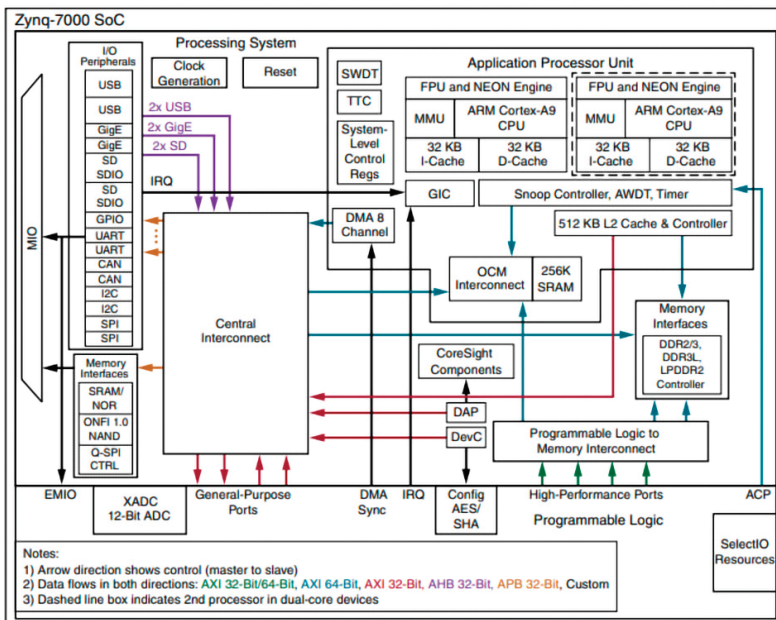 Zynq-7000 SoC
I/O
Peripherals
USB
USB
GigE
GigE
SD
SDIO
SD
SDIO
GPIO
UART
UART
CAN
CAN
I2C
I2C
SPI
SPI
MIO
Memory
Interfaces
SRAM/
NOR
ONFI 1.0
NAND
Q-SPI
CTRL
Processing System
Clock
Generation
Reset
2x USB
2x GigE
2x SD
IRQ
Central
Interconnect
SWDT
TTC
System-
Level
Control
Regs
DMA 8
Channel
Application Processor Unit
FPU and NEON Engine
MMU
ARM Cortex-A9
CPU
32 KB
I-Cache
32 KB
D-Cache
FPU and NEON Engine
MMU
ARM Cortex-A9
CPU
32 KB
I-Cache
32 KB
D-Cache
GIC
Snoop Controller, AWDT, Timer
512 KB L2 Cache & Controller
OCM
Interconnect
256K
SRAM
Memory
Interfaces
DDR2/3,
DDR3L,
LPDDR2
Controller
CoreSight
Components
DAP
DevC
Programmable Logic to
Memory Interconnect
EMIO
XADC
12-Bit ADC
General-Purpose
Ports
DMA
Sync
IRQ
Config
AES/
SHA
High-Performance Ports
ACP
Programmable Logic
SelectIO
Resources
Notes:
1) Arrow direction shows control (master to slave)
2) Data flows in both directions: AXI 32-Bit/64-Bit, AXI 64-Bit, AXI 32-Bit, AHB 32-Bit, APB 32-Bit, Custom
3) Dashed line box indicates 2nd processor in dual-core devices